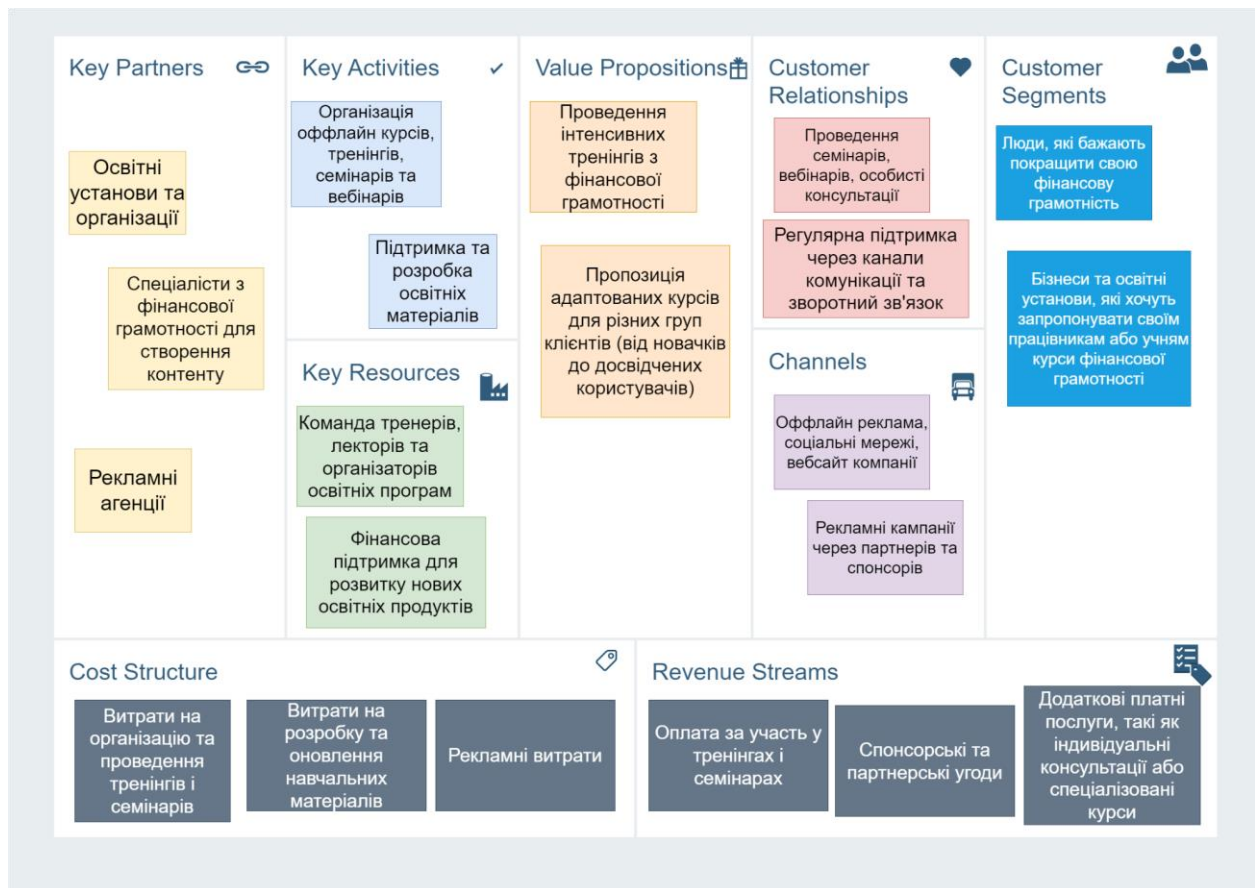 Key Partners
Освітні
установи та
організації
Спеціалісти з
фінансової
грамотності для
створення
контенту
Рекламні
агенції
Key Activities
Організація
оффлайн курсів,
тренінгів,
семінарів та
вебінарів
Підтримка та
розробка
освітніх
матеріалів
Key Resources
Команда тренерів,
лекторів та
організаторів
освітніх програм
Фінансова
підтримка для
розвитку нових
освітніх продуктів
Value Propositions
Проведення
інтенсивних
тренінгів з
фінансової
грамотності
Пропозиція
адаптованих курсів
для різних груп
клієнтів (від новачків
до досвідчених
користувачів)
Customer
Relationships
Проведення
семінарів,
вебінарів, особисті
консультації
Регулярна підтримка
через канали
комунікації та
зворотний зв'язок
Channels
Оффлайн реклама,
соціальні мережі,
вебсайт компанії
Рекламні кампанії
через партнерів та
спонсорів
Customer
Segments
Люди, які бажають
покращити свою
фінансову
грамотність
Бізнеси та освітні
установи, які хочуть
запропонувати своїм
працівникам або учням
курси фінансової
грамотності
Cost Structure
Витрати на
організацію та
проведення
тренінгів і
семінарів
Витрати на
розробку та
оновлення
навчальних
матеріалів
Рекламні витрати
Revenue Streams
Оплата за участь у
тренінгах і
семінарах
Спонсорські та
партнерські угоди
Додаткові платні
послуги, такі як
індивідуальні
консультації або
спеціалізовані
курси